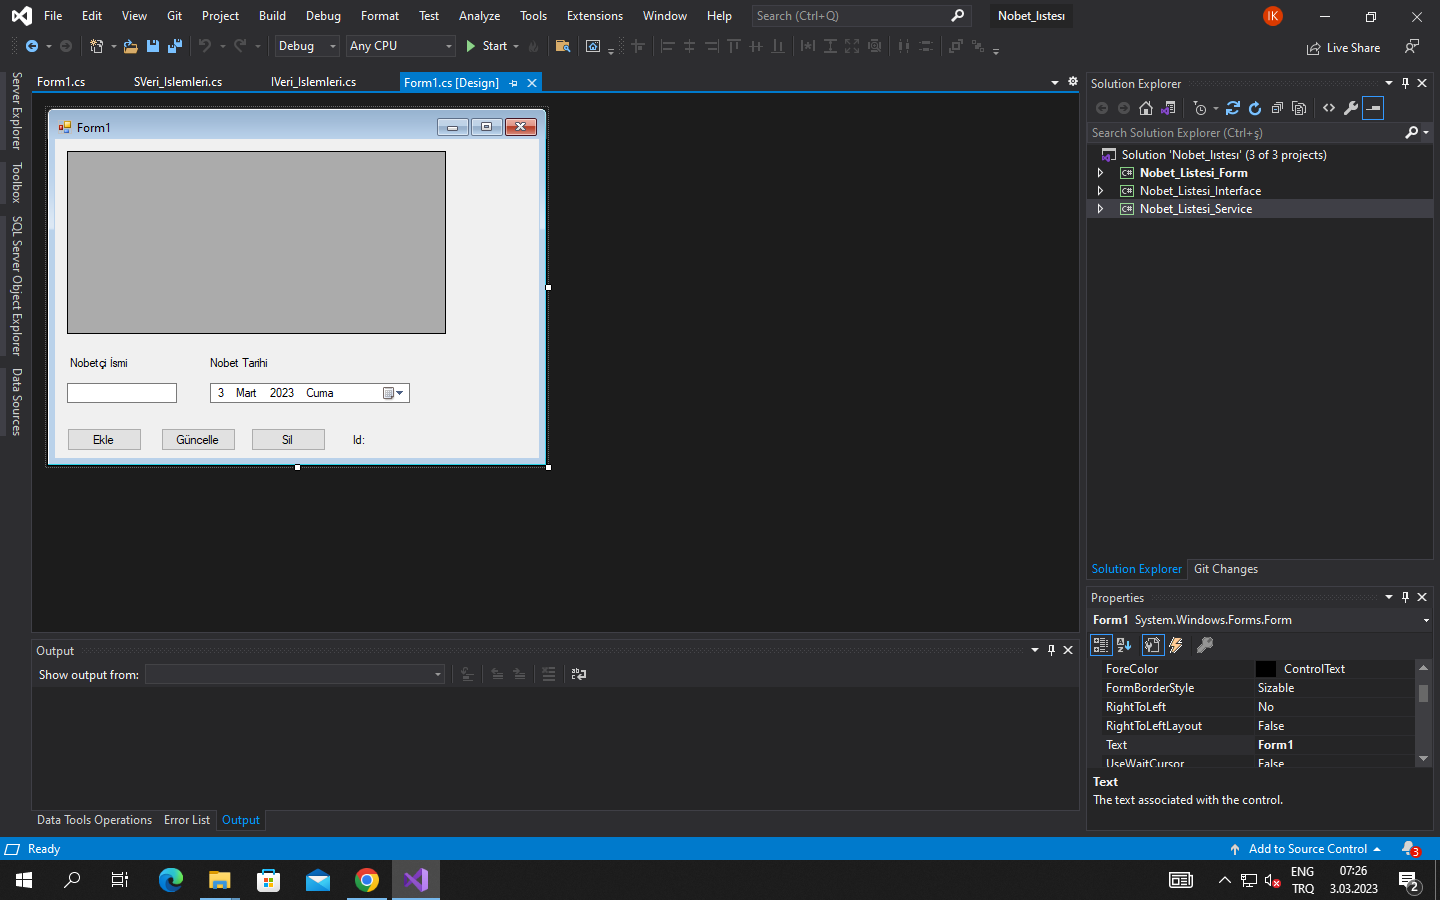 File Edit View Git Project Build Debug Format Test Analyze Tools Extensions Window Help Search (Ctrl+Q) Nobet_lıstesı IK
Debug Any CPU Start Live Share
Form1.cs SVeri_Islemleri.cs IVeri_Islemleri.cs Form1.cs [Design]
Server Explorer
Toolbox
SQL Server Object Explorer
Data Sources
Form1
Nobetçi İsmi Nobet Tarihi
3 Mart 2023 Cuma
Ekle Güncelle Sil Id:
Output
Show output from:
Data Tools Operations Error List Output
Solution Explorer
Search Solution Explorer (Ctrl+ş)
Solution 'Nobet_lıstesı' (3 of 3 projects)
C# Nobet_Listesi_Form
C# Nobet_Listesi_Interface
C# Nobet_Listesi_Service
Solution Explorer Git Changes
Properties
Form1 System.Windows.Forms.Form
ForeColor ControlText
FormBorderStyle Sizable
RightToLeft No
RightToLeftLayout False
Text Form1
UseWaitCursor False
Text
The text associated with the control.
Ready Add to Source Control 3
ENG 07:26
TRQ 3.03.2023 2